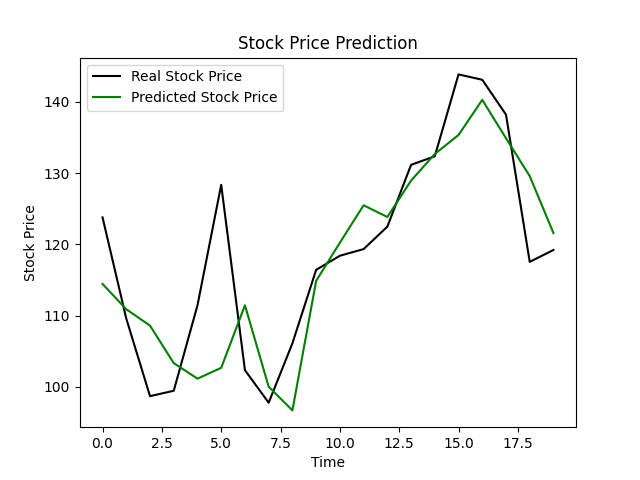 Stock Price Prediction
Real Stock Price
Predicted Stock Price
Stock Price
140
130
120
110
100
0.0 2.5 5.0 7.5 10.0 12.5 15.0 17.5
Time